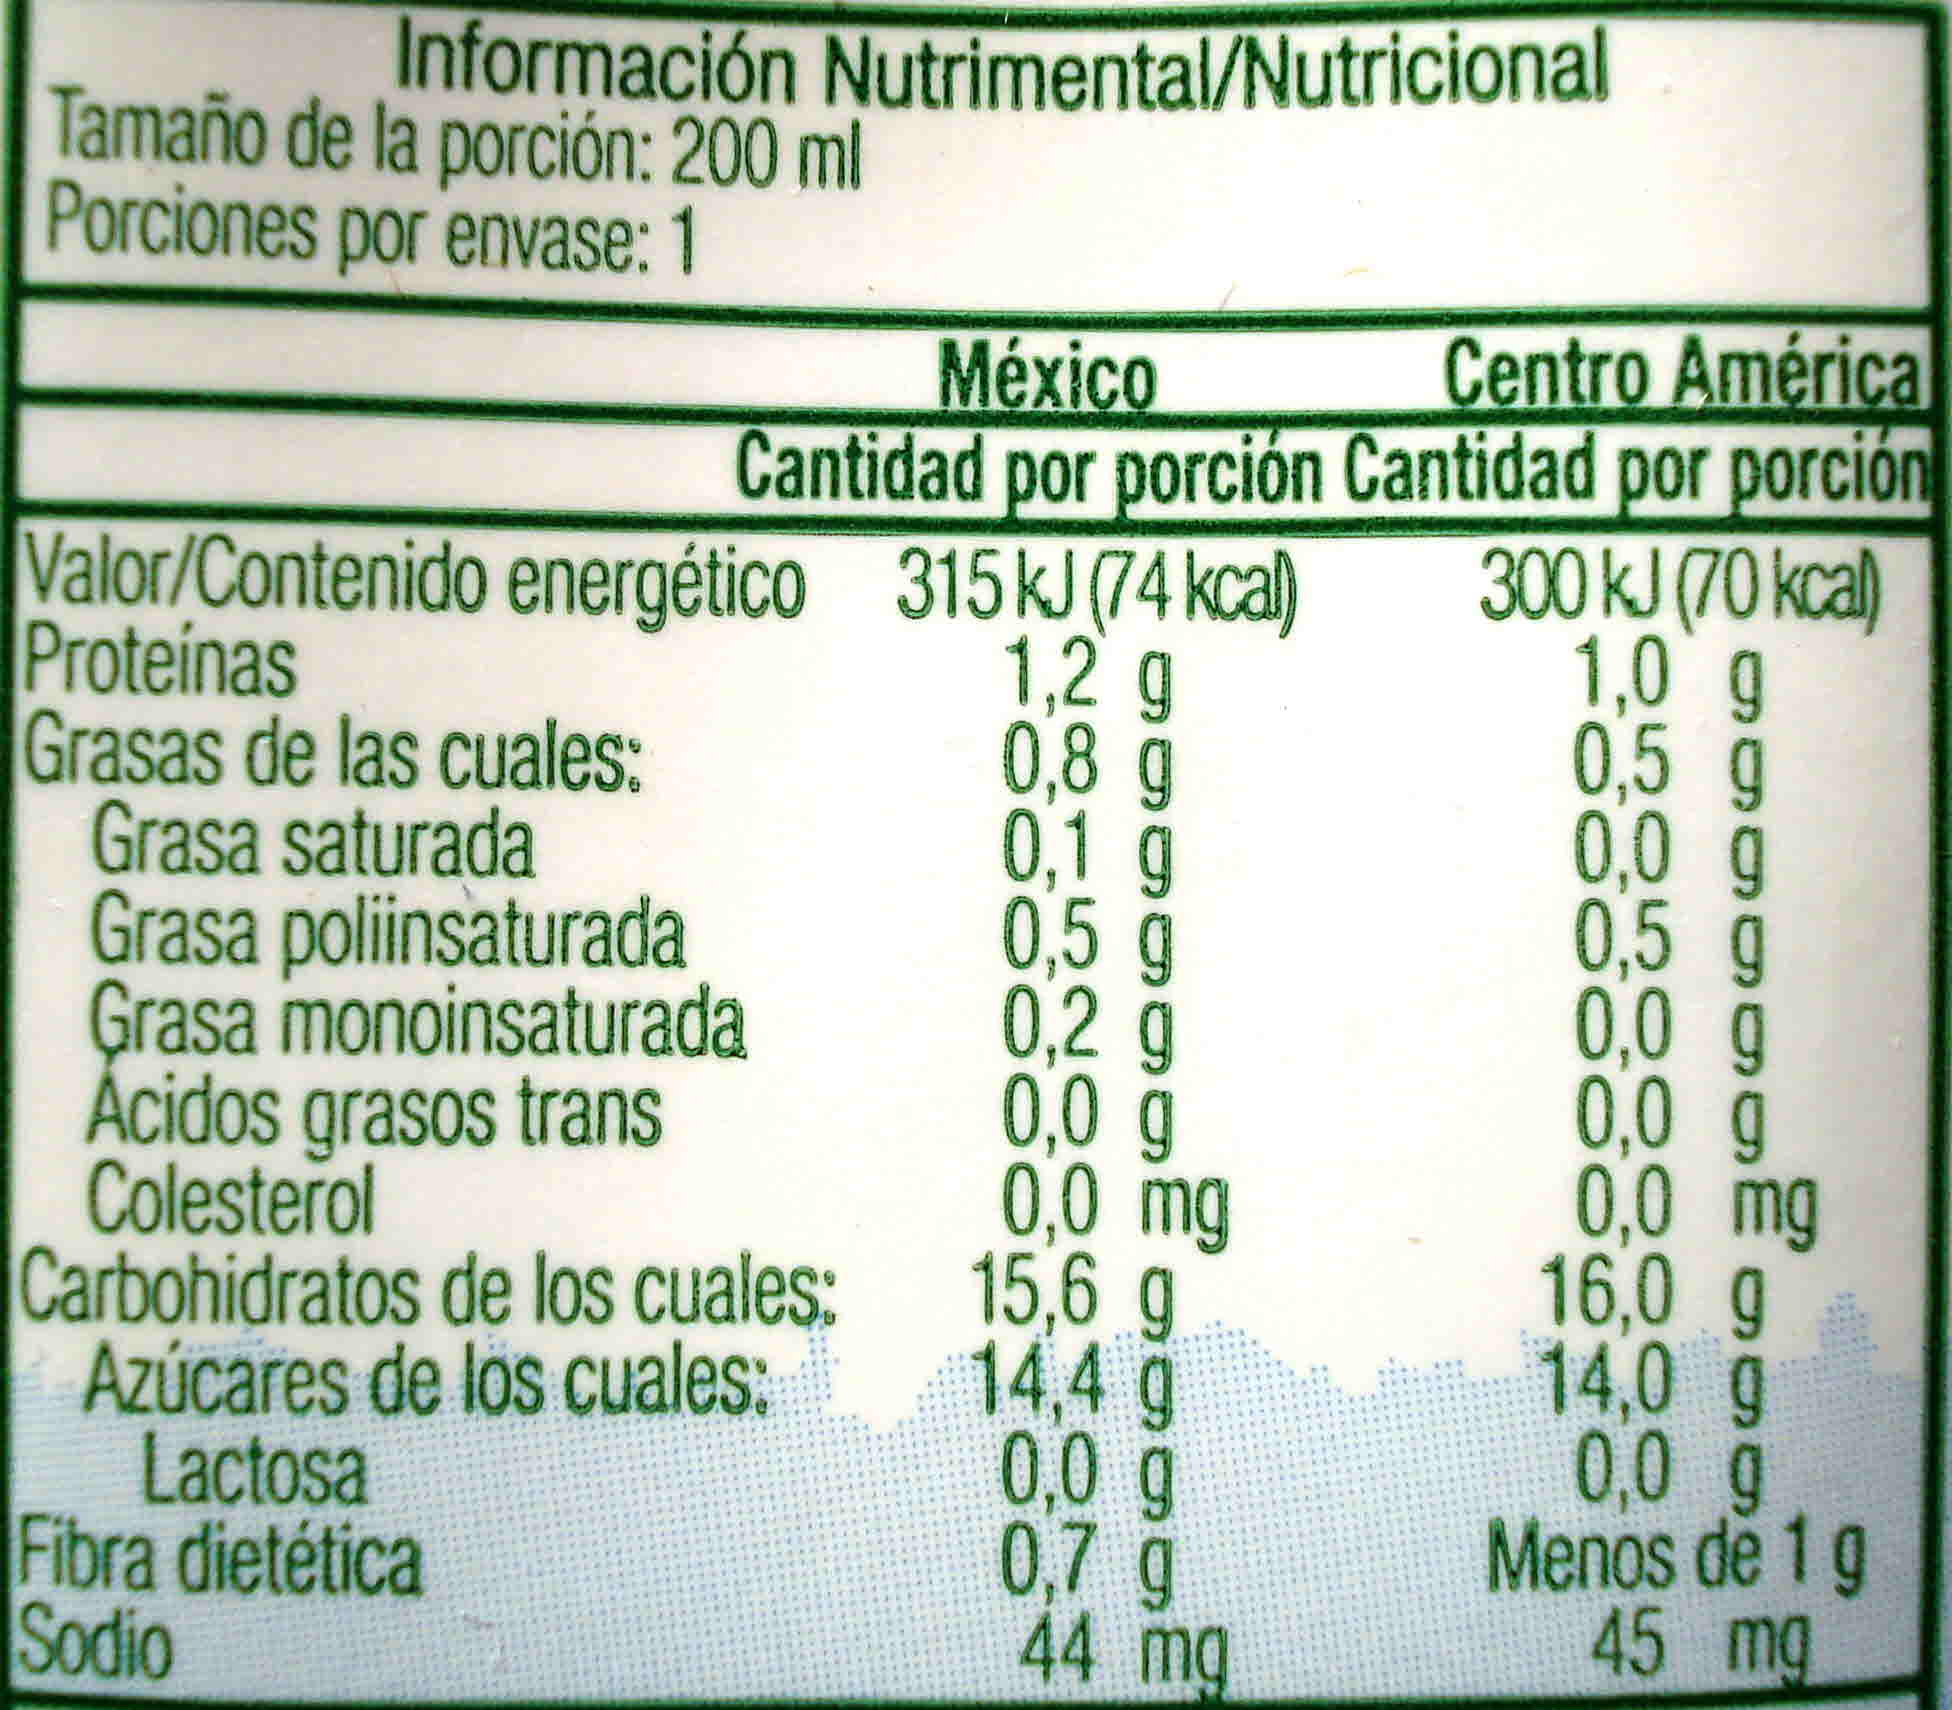 Información Nutrimental/Nutricional
Tamaño de la porción: 200 ml
Porciones por envase: 1
México Centro América
Cantidad por porción Cantidad por porción
Valor/Contenido energético 315 kJ (74 kcal) 300 kJ (70 kcal)
Proteínas 1,2 g 1,0 g
Grasas de las cuales: 0,8 g 0,5 g
Grasa saturada 0,1 g 0,0 g
Grasa poliinsaturada 0,5 g 0,5 g
Grasa monoinsaturada 0,2 g 0,0 g
Ácidos grasos trans 0,0 g 0,0 g
Colesterol 0,0 mg 0,0 mg
Carbohidratos de los cuales: 15,6 g 16,0 g
Azúcares de los cuales: 14,4 g 14,0 g
Lactosa 0,0 g 0,0 g
Fibra dietética 0,7 g Menos de 1 g
Sodio 44 mg 45 mg